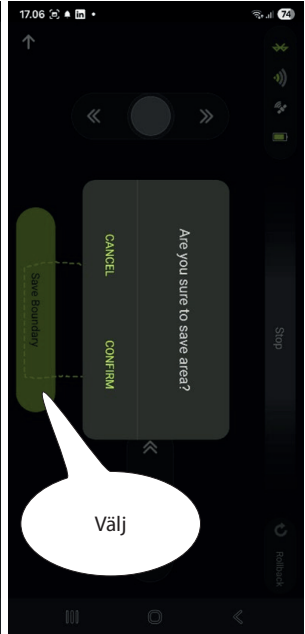 17.06
74
Are you sure to save area?
CANCEL
CONFIRM
Save Boundary
Stop
Rollback
Välj